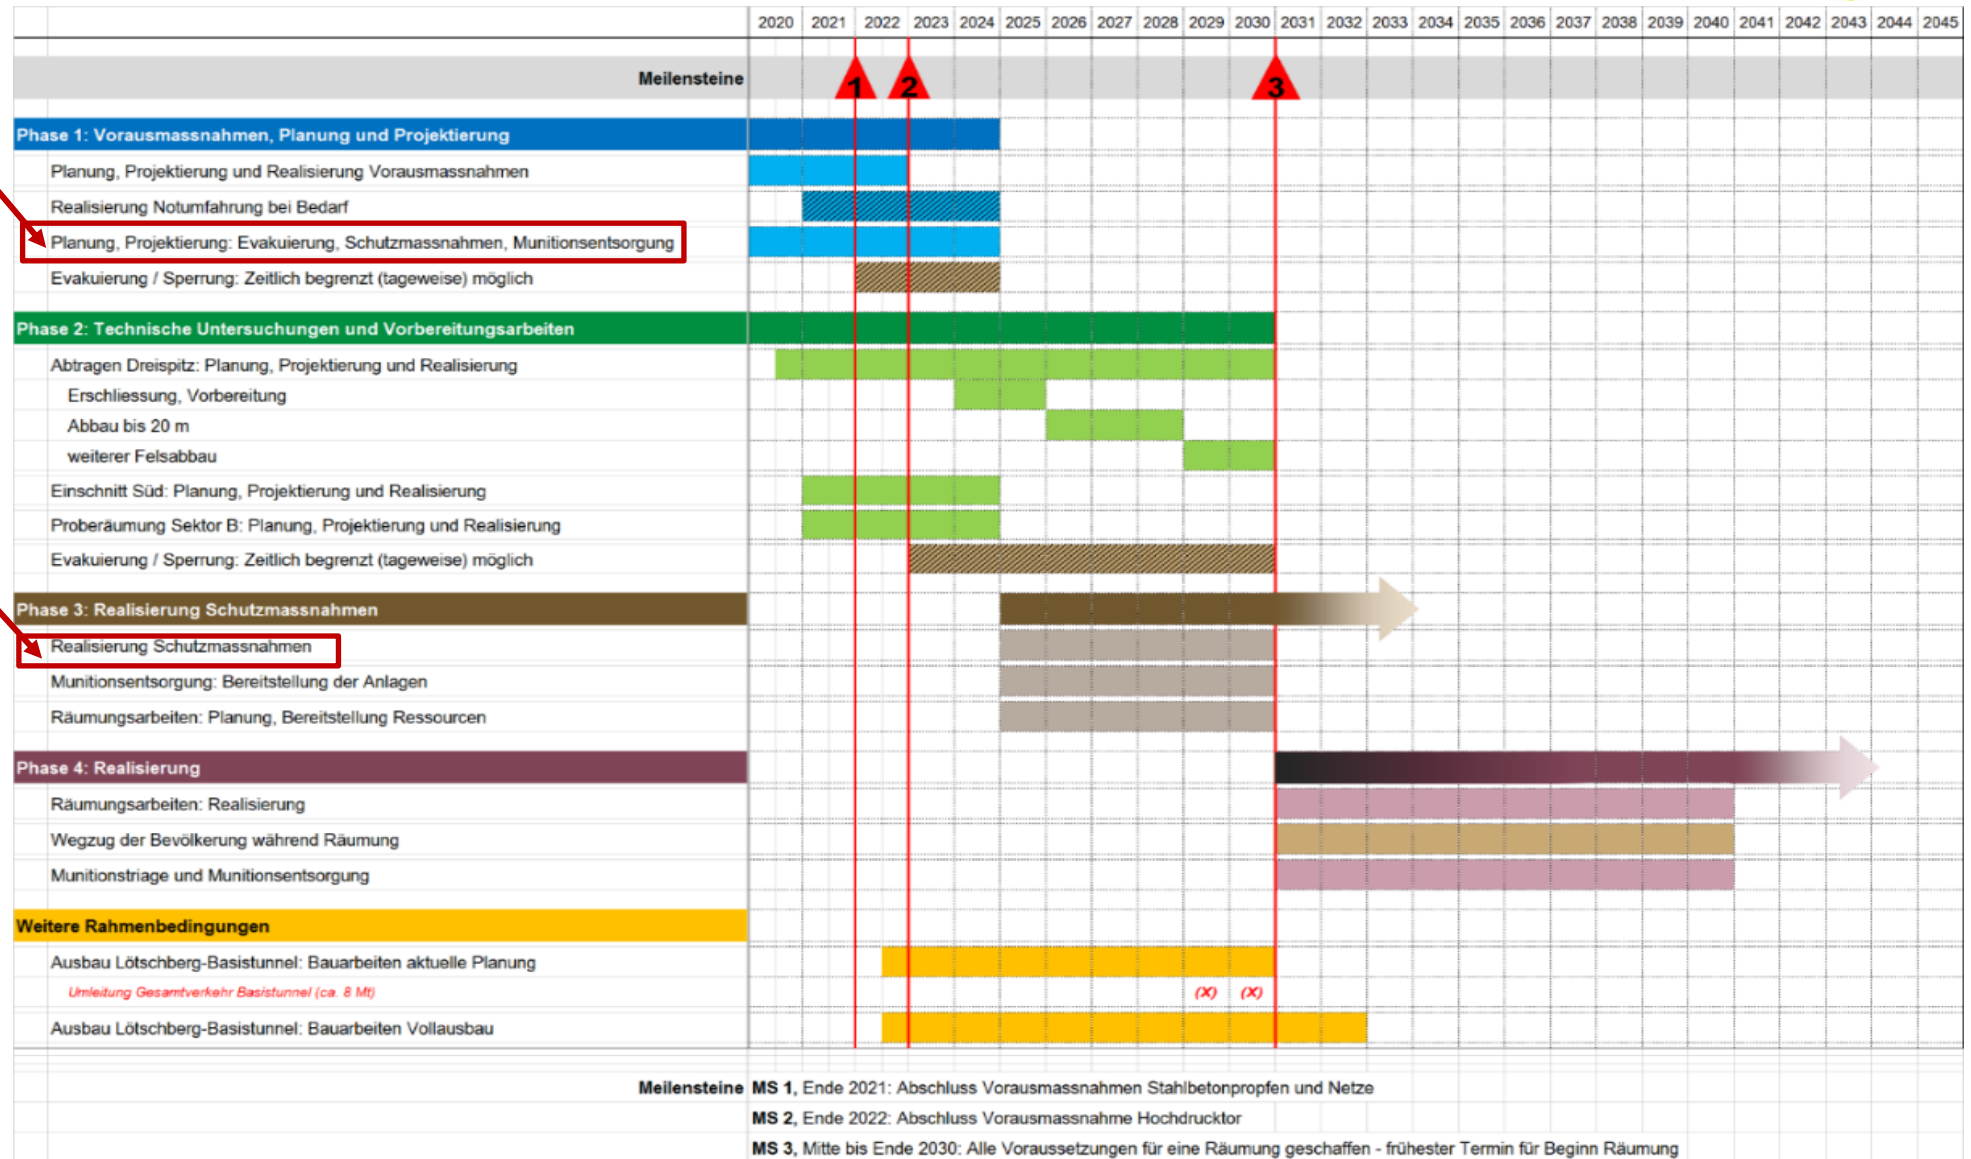 2020 2021 2022 2023 2024 2025 2026 2027 2028 2029 2030 2031 2032 2033 2034 2035 2036 2037 2038 2039 2040 2041 2042 2043 2044 2045
Meilensteine 1 2 3
Phase 1: Vorausmassnahmen, Planung und Projektierung
Planung, Projektierung und Realisierung Vorausmassnahmen
Realisierung Notumfahrung bei Bedarf
Planung, Projektierung: Evakuierung, Schutzmassnahmen, Munitionsentsorgung
Evakuierung / Sperrung: Zeitlich begrenzt (tageweise) möglich
Phase 2: Technische Untersuchungen und Vorbereitungsarbeiten
Abtragen Dreispitz: Planung, Projektierung und Realisierung
Erschliessung, Vorbereitung
Abbau bis 20 m
weiterer Felsabbau
Einschnitt Süd: Planung, Projektierung und Realisierung
Proberäumung Sektor B: Planung, Projektierung und Realisierung
Evakuierung / Sperrung: Zeitlich begrenzt (tageweise) möglich
Phase 3: Realisierung Schutzmassnahmen
Realisierung Schutzmassnahmen
Munitionsentsorgung: Bereitstellung der Anlagen
Räumungsarbeiten: Planung, Bereitstellung Ressourcen
Phase 4: Realisierung
Räumungsarbeiten: Realisierung
Wegzug der Bevölkerung während Räumung
Munitionstriage und Munitionsentsorgung
Weitere Rahmenbedingungen
Ausbau Lötschberg-Basistunnel: Bauarbeiten aktuelle Planung
Umleitung Gesamtverkehr Basistunnel (ca. 8 Mt) (X) (X)
Ausbau Lötschberg-Basistunnel: Bauarbeiten Vollausbau
Meilensteine MS 1, Ende 2021: Abschluss Vorausmassnahmen Stahlbetonpropfen und Netze
MS 2, Ende 2022: Abschluss Vorausmassnahme Hochdrucktor
MS 3, Mitte bis Ende 2030: Alle Voraussetzungen für eine Räumung geschaffen - frühester Termin für Beginn Räumung